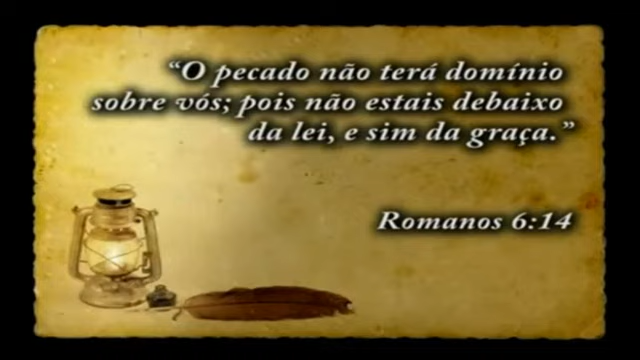 “O pecado não terá domínio
sobre vós; pois não estais debaixo
da lei, e sim da graça.”
Romanos 6:14